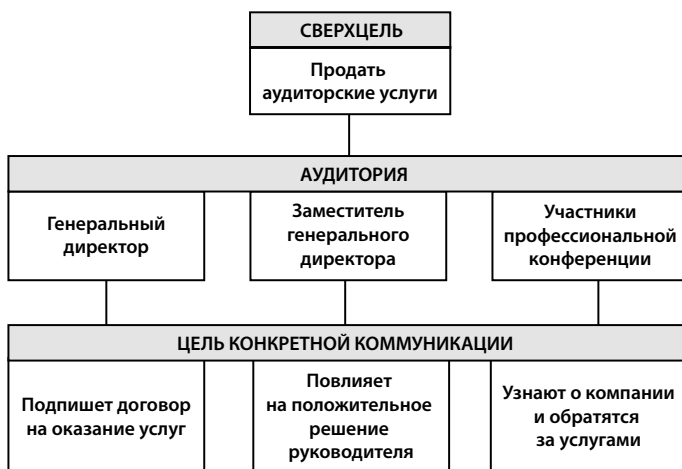 СВЕРХЦЕЛЬ
Продать
аудиторские услуги
АУДИТОРИЯ
Генеральный
директор
Заместитель
генерального
директора
Участники
профессиональной
конференции
ЦЕЛЬ КОНКРЕТНОЙ КОММУНИКАЦИИ
Подпишет договор
на оказание услуг
Повлияет
на положительное
решение
руководителя
Узнают о компании
и обратятся
за услугами